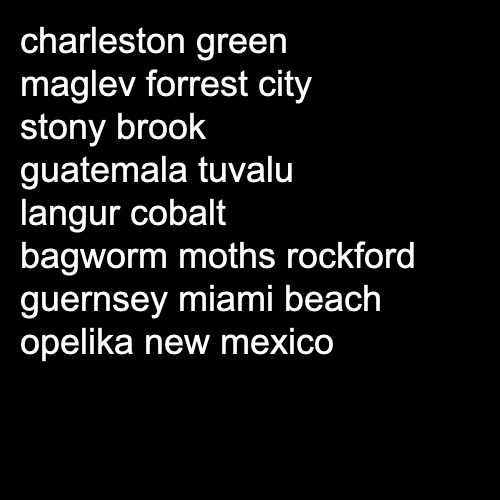 charleston green
maglev forrest city
stony brook
guatemala tuvalu
langur cobalt
bagworm moths rockford
guernsey miami beach
opelika new mexico